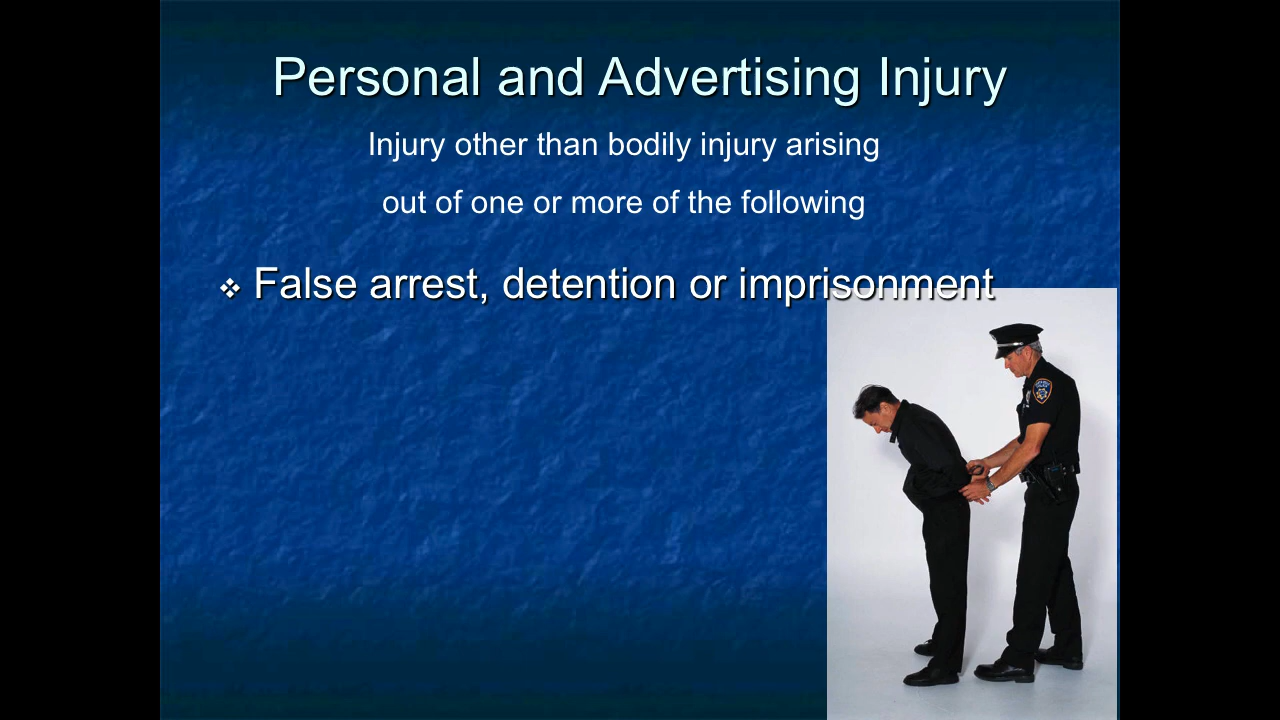 Personal and Advertising Injury
Injury other than bodily injury arising
out of one or more of the following
❖ False arrest, detention or imprisonment